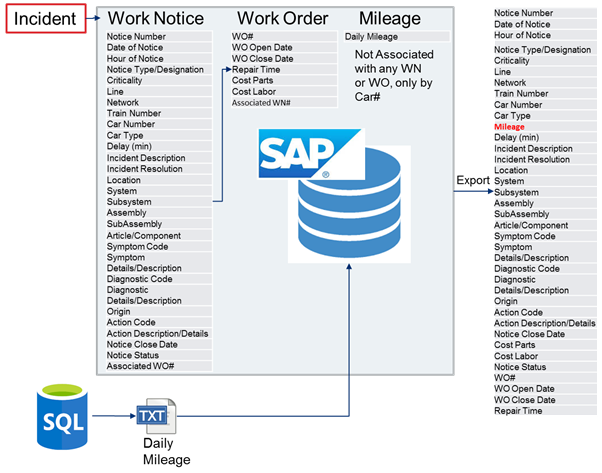 Incident
Work Notice
Notice Number
Date of Notice
Hour of Notice
Notice Type/Designation
Criticality
Line
Network
Train Number
Car Number
Car Type
Delay (min)
Incident Description
Incident Resolution
Location
System
Subsystem
Assembly
SubAssembly
Article/Component
Symptom Code
Symptom
Details/Description
Diagnostic Code
Diagnostic
Details/Description
Origin
Action Code
Action Description/Details
Notice Close Date
Notice Status
Associated WO#
Work Order
WO#
WO Open Date
WO Close Date
Repair Time
Cost Parts
Cost Labor
Associated WN#
Mileage
Daily Mileage
Not Associated
with any WN
or WO, only by
Car#
SAP
®
Export
Notice Number
Date of Notice
Hour of Notice
Notice Type/Designation
Criticality
Line
Network
Train Number
Car Number
Car Type
Mileage
Delay (min)
Incident Description
Incident Resolution
Location
System
Subsystem
Assembly
SubAssembly
Article/Component
Symptom Code
Symptom
Details/Description
Diagnostic Code
Diagnostic
Details/Description
Origin
Action Code
Action Description/Details
Notice Close Date
Cost Parts
Cost Labor
Notice Status
WO#
WO Open Date
WO Close Date
Repair Time
SQL
TXT
Daily
Mileage